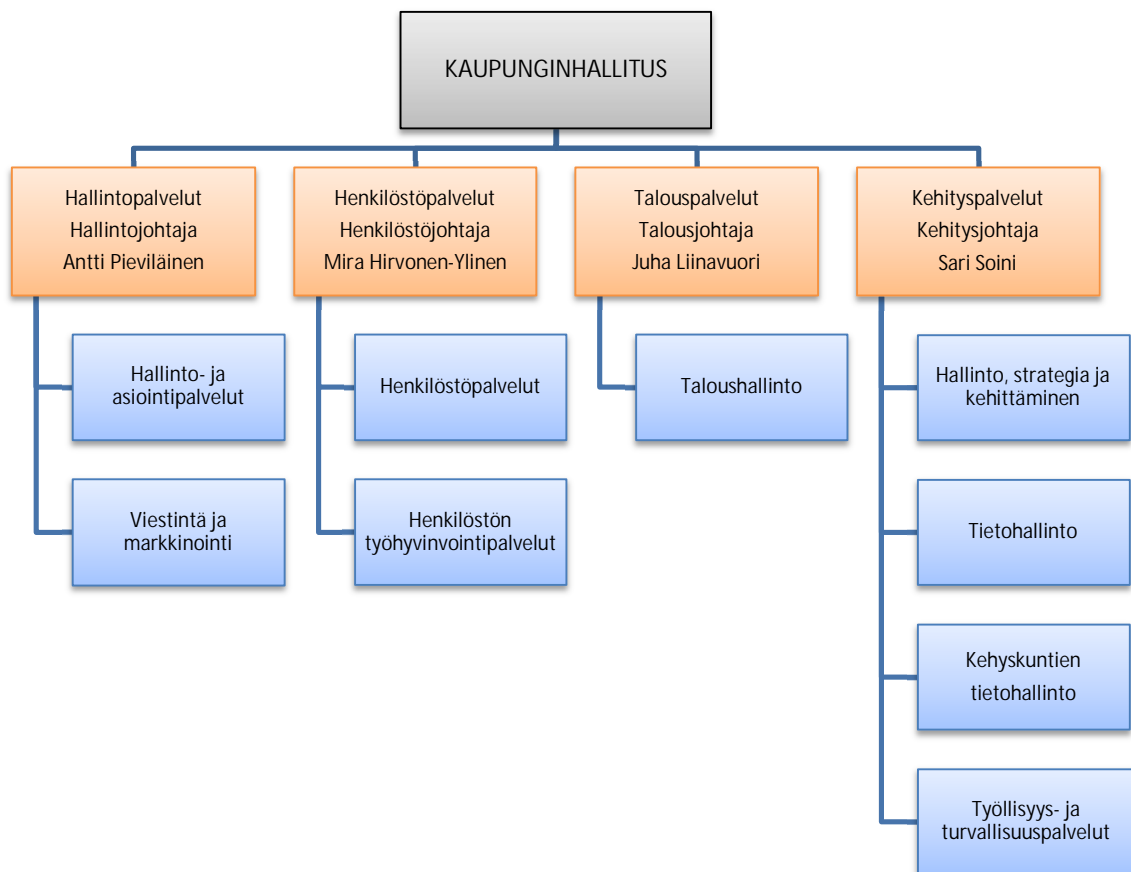 KAUPUNGINHALLITUS
Hallintopalvelut
Hallintojohtaja
Antti Pieviläinen
Henkilöstöpalvelut
Henkilöstöjohtaja
Mira Hirvonen-Ylinen
Talouspalvelut
Talousjohtaja
Juha Liinavuori
Kehityspalvelut
Kehitysjohtaja
Sari Soini
Hallinto- ja
asiointipalvelut
Viestintä ja
markkinointi
Henkilöstöpalvelut
Henkilöstön
työhyvinvointipalvelut
Taloushallinto
Hallinto, strategia ja
kehittäminen
Tietohallinto
Kehyskuntien
tietohallinto
Työllisyys- ja
turvallisuuspalvelut